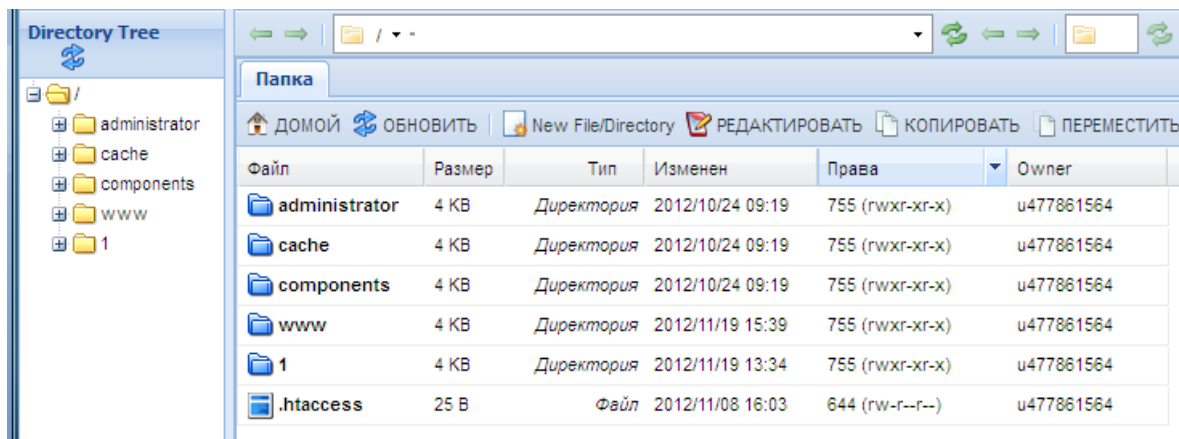 Directory Tree
/
administrator
cache
components
www
1
/ -
Папка
ДОМОЙ ОБНОВИТЬ New File/Directory РЕДАКТИРОВАТЬ КОПИРОВАТЬ ПЕРЕМЕСТИТЬ
Файл Размер Тип Изменен Права Owner
administrator 4 KB Директория 2012/10/24 09:19 755 (rwxr-xr-x) u477861564
cache 4 KB Директория 2012/10/24 09:19 755 (rwxr-xr-x) u477861564
components 4 KB Директория 2012/10/24 09:19 755 (rwxr-xr-x) u477861564
www 4 KB Директория 2012/11/19 15:39 755 (rwxr-xr-x) u477861564
1 4 KB Директория 2012/11/19 13:34 755 (rwxr-xr-x) u477861564
.htaccess 25 B Файл 2012/11/08 16:03 644 (rw-r--r--) u477861564